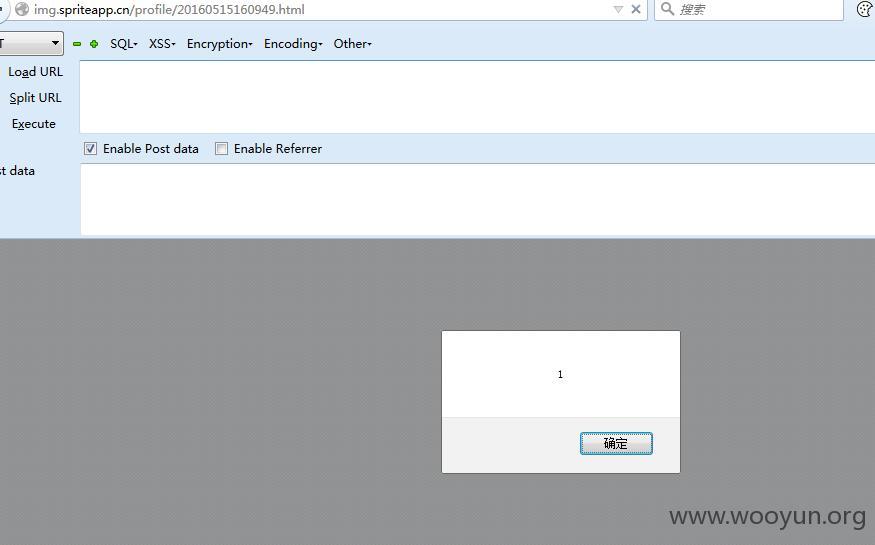 img.spriteapp.cn/profile/20160515160949.html 搜索
T SQL▾ XSS▾ Encryption▾ Encoding▾ Other▾
Load URL
Split URL
Execute
Enable Post data Enable Referrer
st data
1
确定
www.wooyun.org